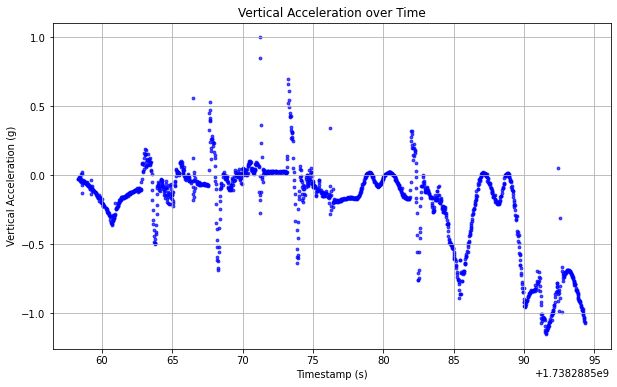 Vertical Acceleration over Time
1.0
0.5
0.0
−0.5
−1.0
Vertical Acceleration (g)
60 65 70 75 80 85 90 95
Timestamp (s)
+1.7382885e9